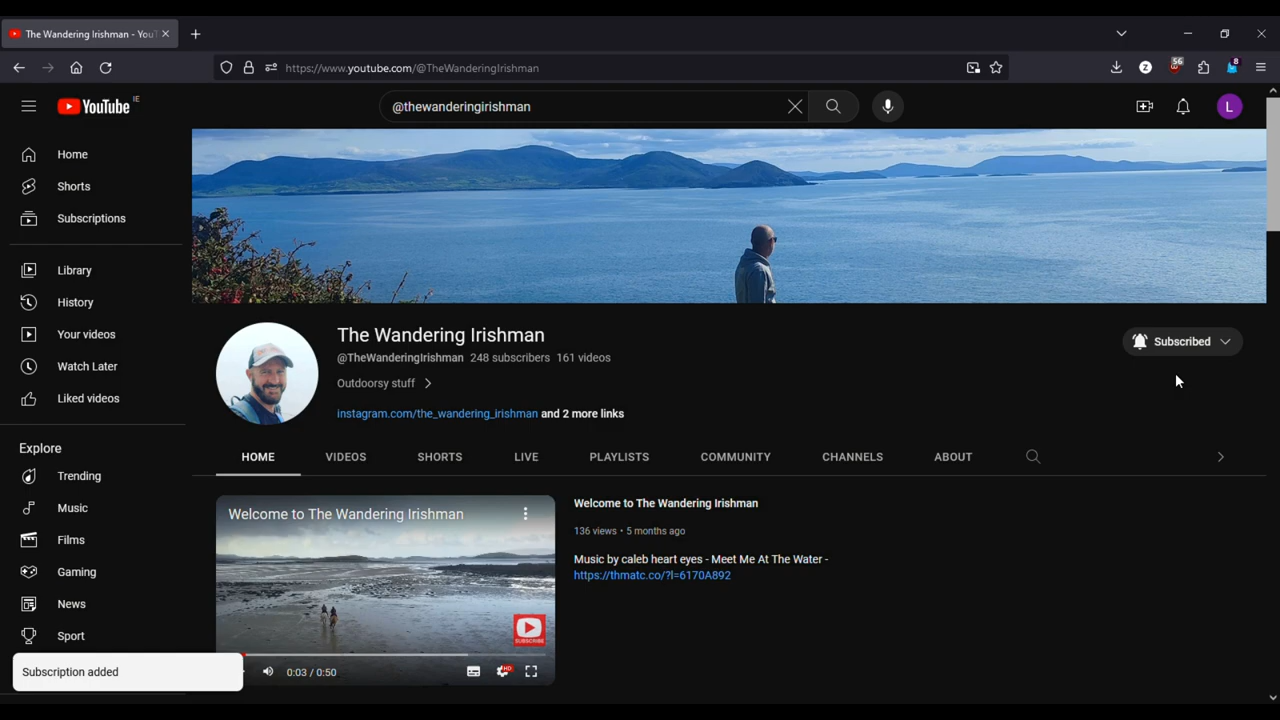 The Wandering Irishman - YouT
https://www.youtube.com/@TheWanderingIrishman
56
8
YouTube IE
@thewanderingirishman
L
Home
Shorts
Subscriptions
Library
History
Your videos
Watch Later
Liked videos
Explore
Trending
Music
Films
Gaming
News
Sport
Subscription added
The Wandering Irishman
@TheWanderingIrishman 248 subscribers 161 videos
Outdoorsy stuff
instagram.com/the_wandering_irishman and 2 more links
Subscribed
HOME VIDEOS SHORTS LIVE PLAYLISTS COMMUNITY CHANNELS ABOUT
Welcome to The Wandering Irishman
SUBSCRIBE
0:03 / 0:50
HD
Welcome to The Wandering Irishman
136 views • 5 months ago
Music by caleb heart eyes - Meet Me At The Water -
https://thmatc.co/?l=6170A892